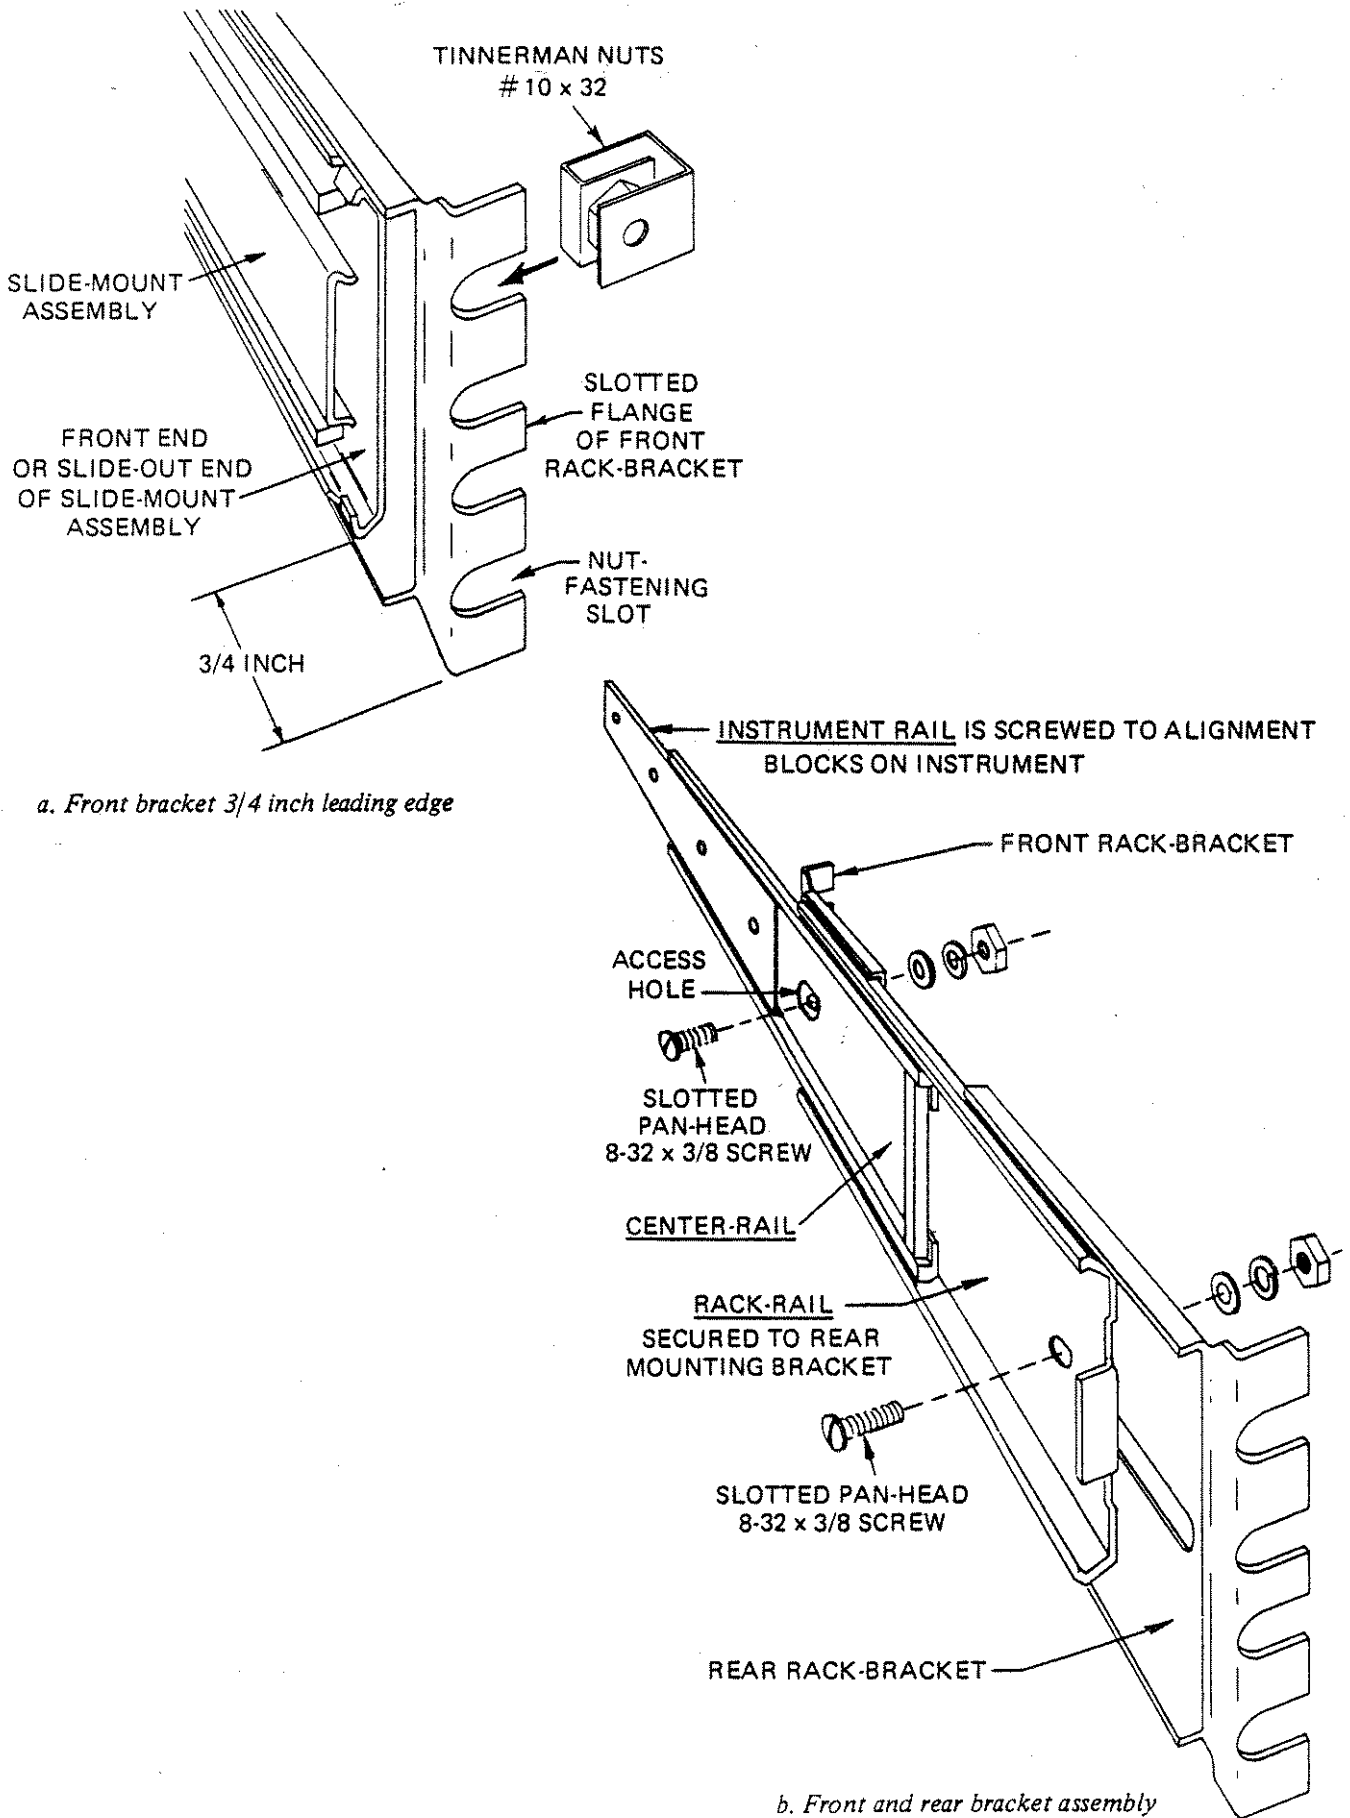 TINNERMAN NUTS
#10 x 32
SLIDE-MOUNT
ASSEMBLY
SLOTTED
FLANGE
OF FRONT
RACK-BRACKET
FRONT END
OR SLIDE-OUT END
OF SLIDE-MOUNT
ASSEMBLY
NUT-
FASTENING
SLOT
3/4 INCH
a. Front bracket 3/4 inch leading edge
INSTRUMENT RAIL IS SCREWED TO ALIGNMENT
BLOCKS ON INSTRUMENT
FRONT RACK-BRACKET
ACCESS
HOLE
SLOTTED
PAN-HEAD
8-32 x 3/8 SCREW
CENTER-RAIL
RACK-RAIL
SECURED TO REAR
MOUNTING BRACKET
SLOTTED PAN-HEAD
8-32 x 3/8 SCREW
REAR RACK-BRACKET
b. Front and rear bracket assembly